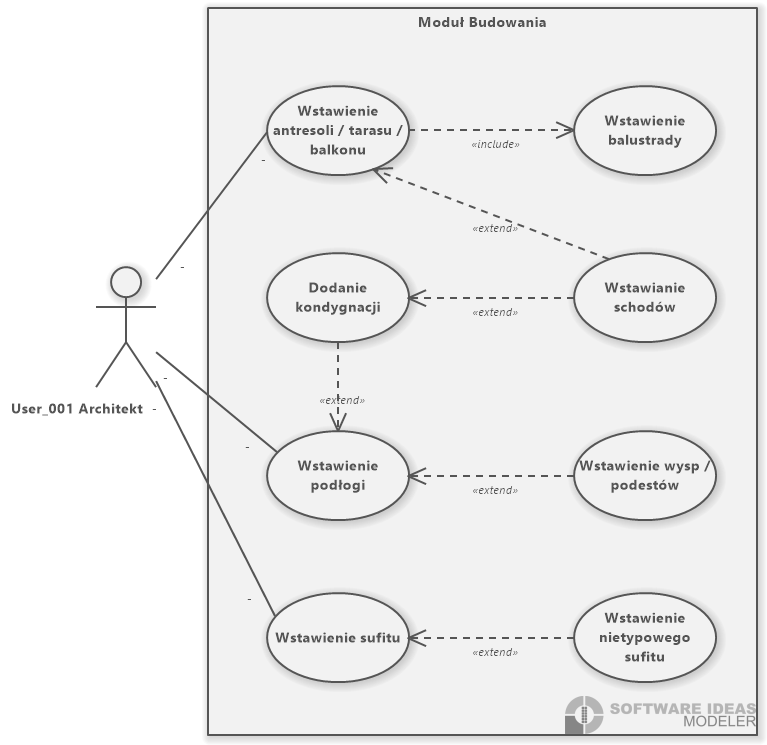 Moduł Budowania
Wstawienie
antresoli / tarasu /
balkonu
«include»
Wstawienie
balustrady
-
-
«extend»
Dodanie
kondygnacji
«extend»
Wstawianie
schodów
User_001 Architekt
-
-
-
«extend»
Wstawienie
podłogi
«extend»
Wstawienie wysp /
podestów
-
Wstawienie sufitu
«extend»
Wstawienie
nietypowego
sufitu
SOFTWARE IDEAS
MODELER